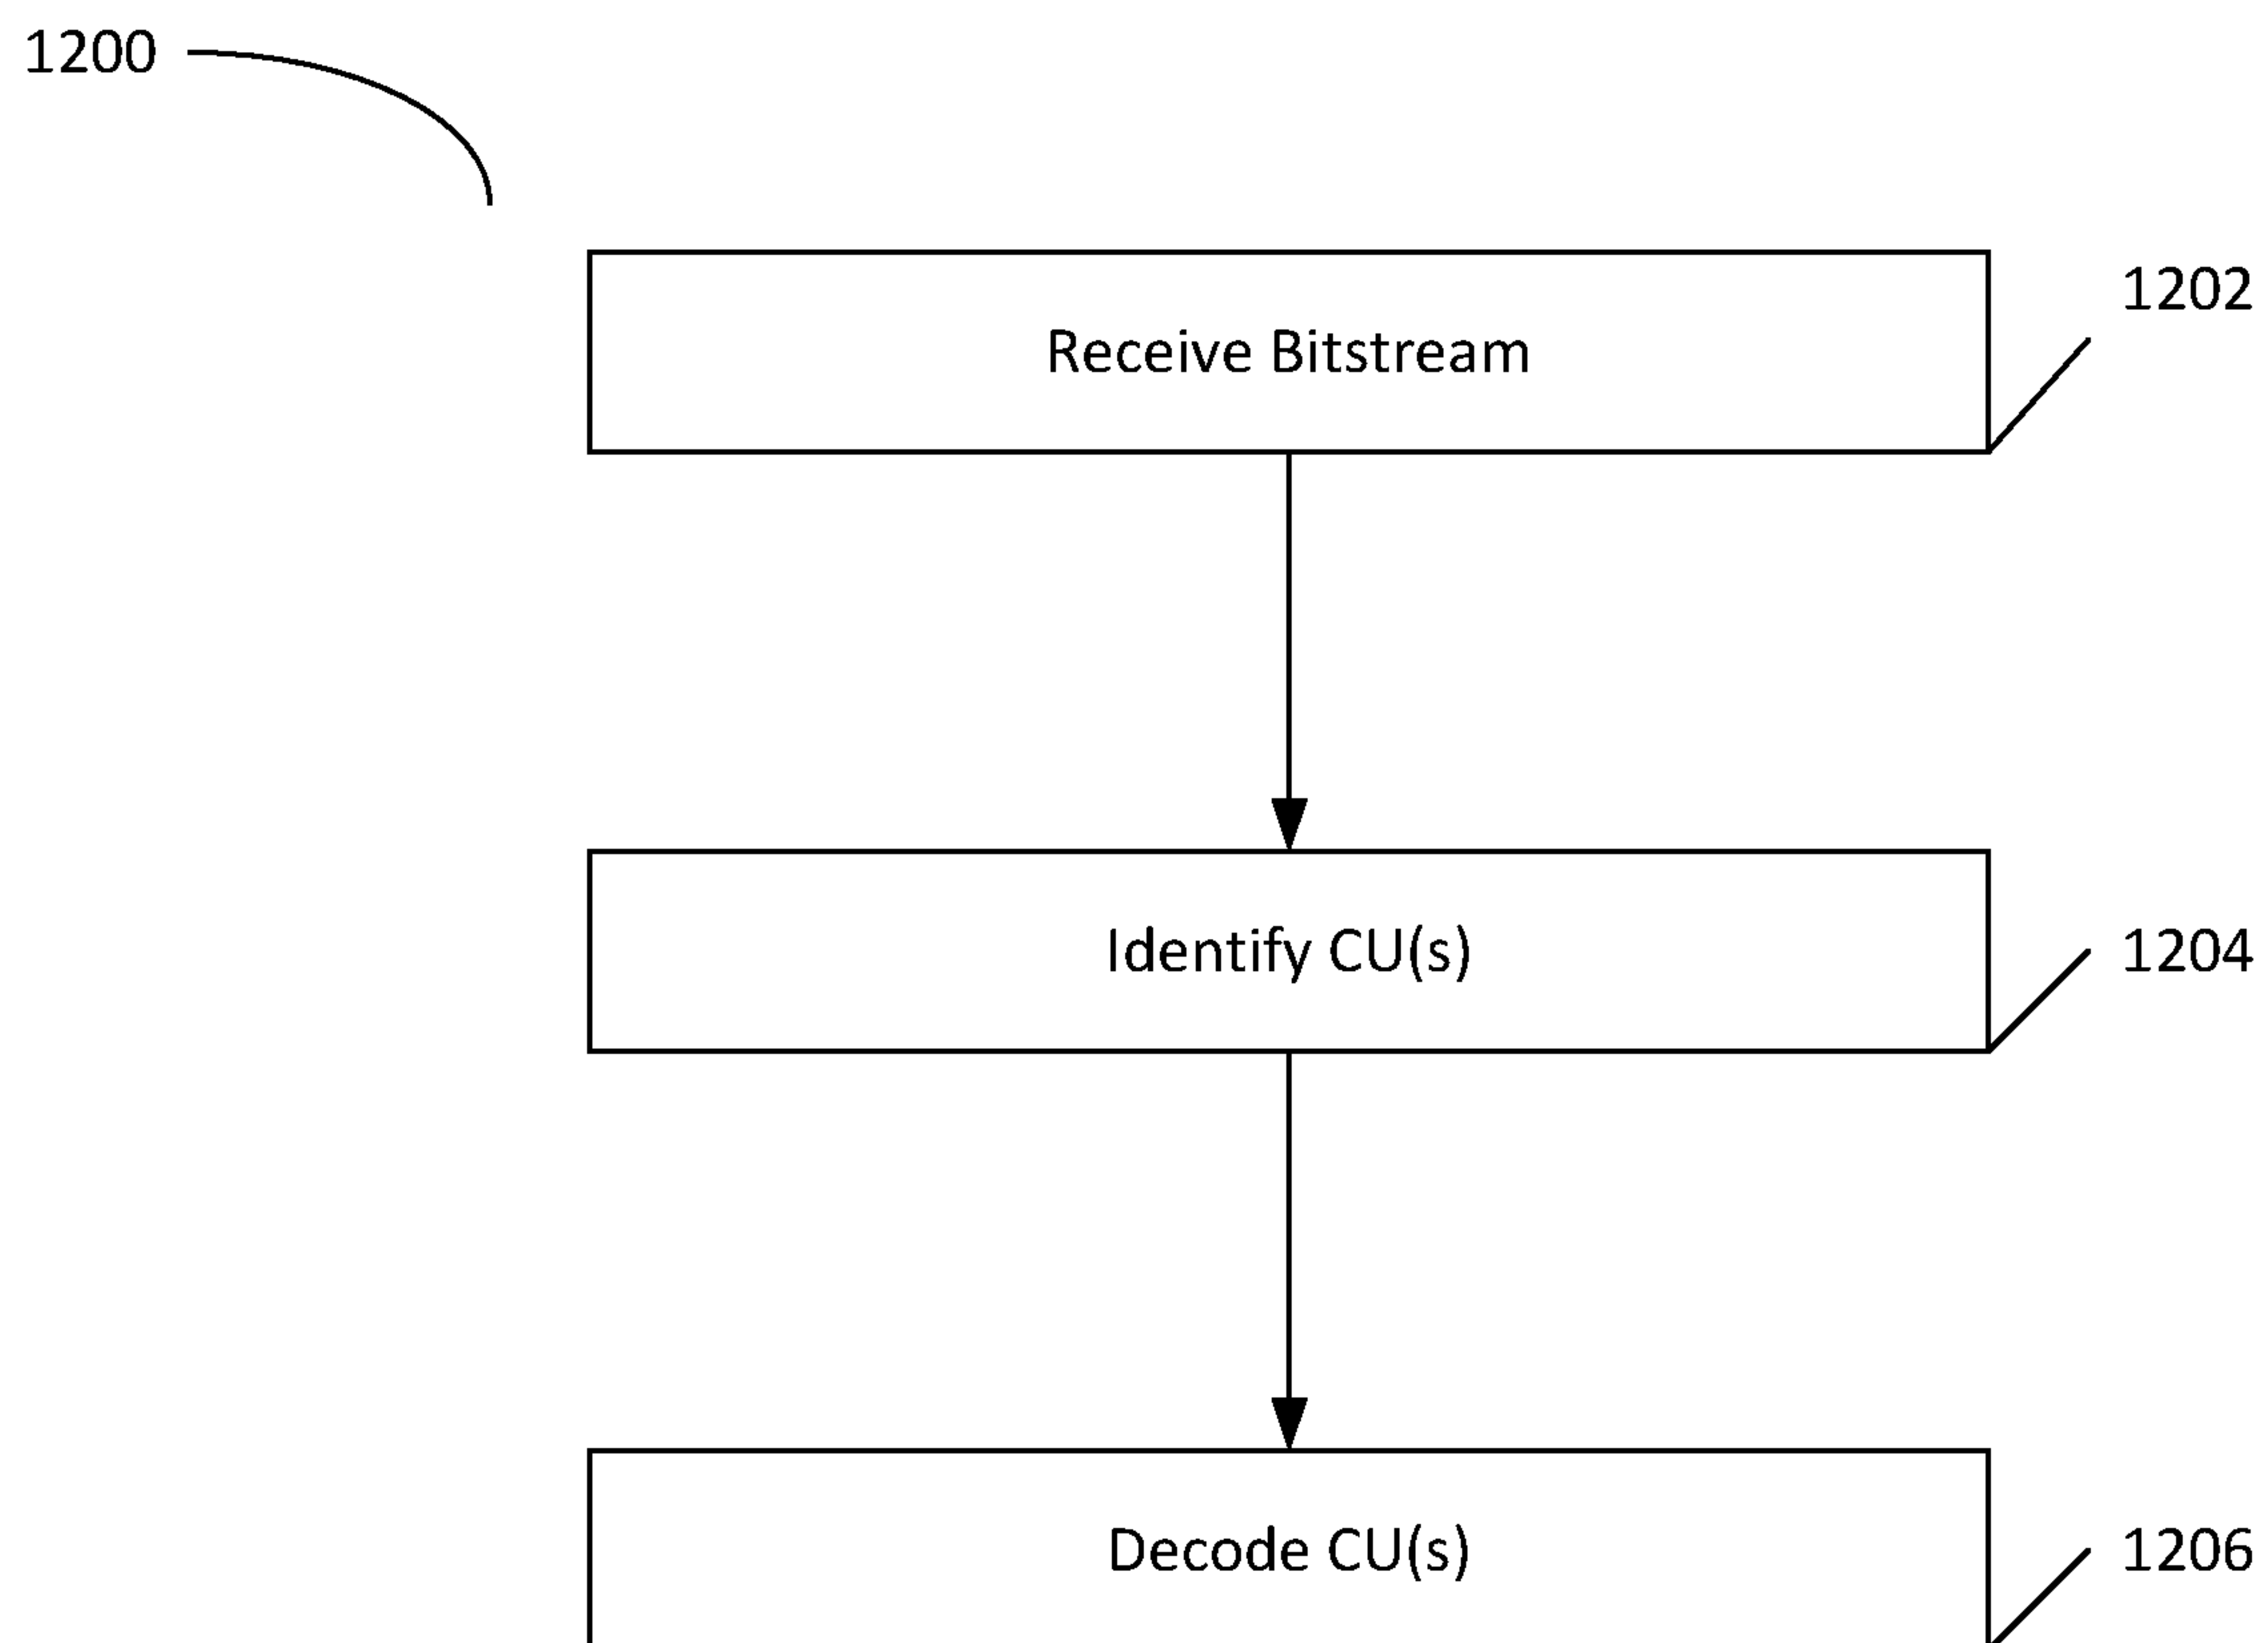 1200
1202
Receive Bitstream
Identify CU(s)
1204
Decode CU(s)
1206